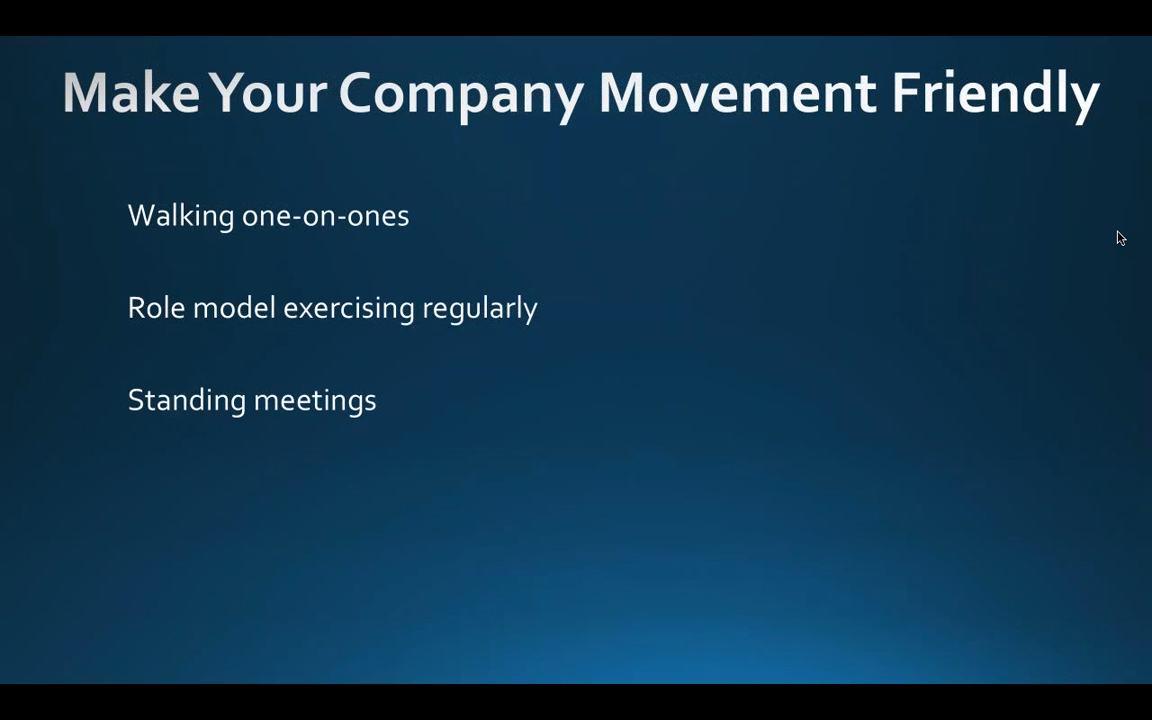 Make Your Company Movement Friendly
Walking one-on-ones
Role model exercising regularly
Standing meetings